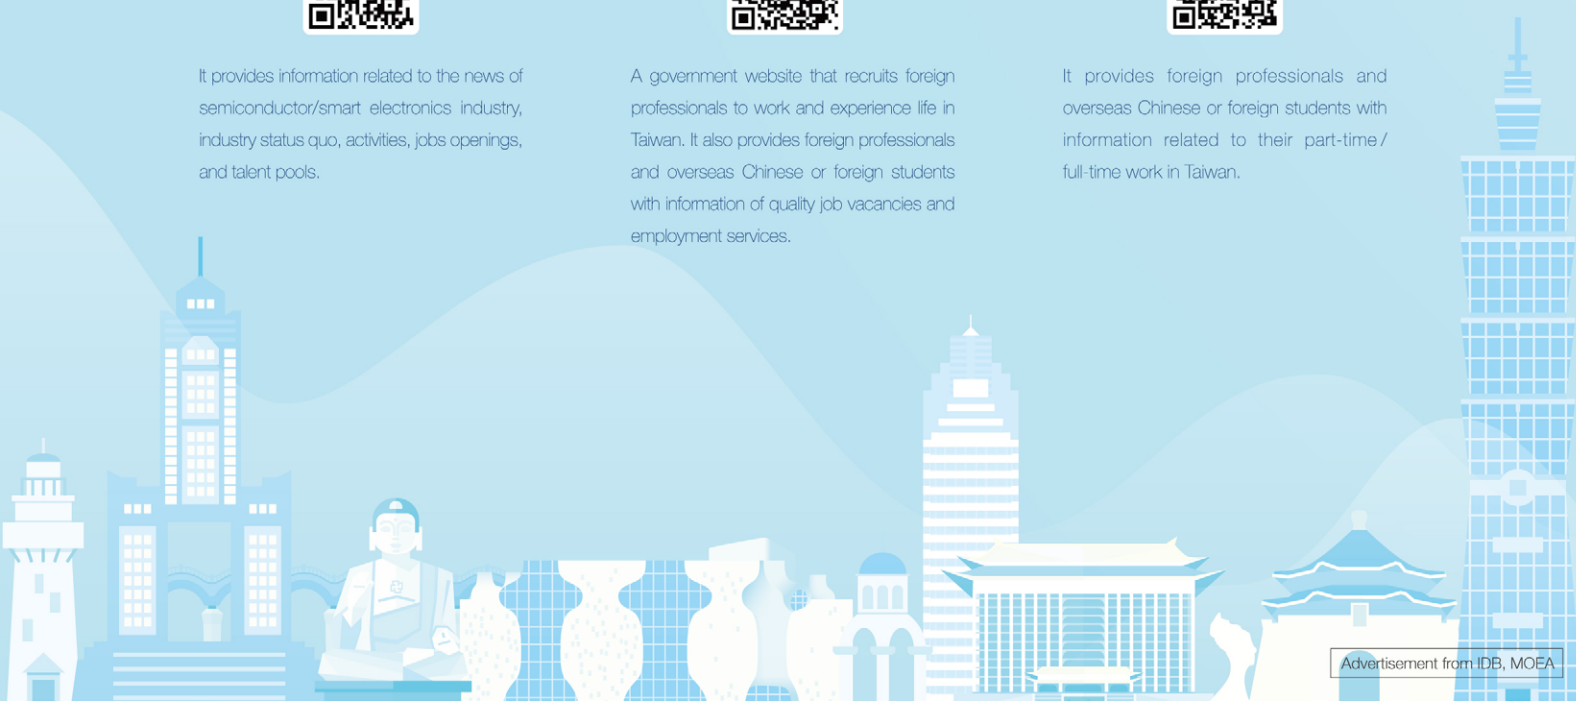 It provides information related to the news of
semiconductor/smart electronics industry,
industry status quo, activities, jobs openings,
and talent pools.
A government website that recruits foreign
professionals to work and experience life in
Taiwan. It also provides foreign professionals
and overseas Chinese or foreign students
with information of quality job vacancies and
employment services.
It provides foreign professionals and
overseas Chinese or foreign students with
information related to their part-time /
full-time work in Taiwan.
Advertisement from IDB, MOEA